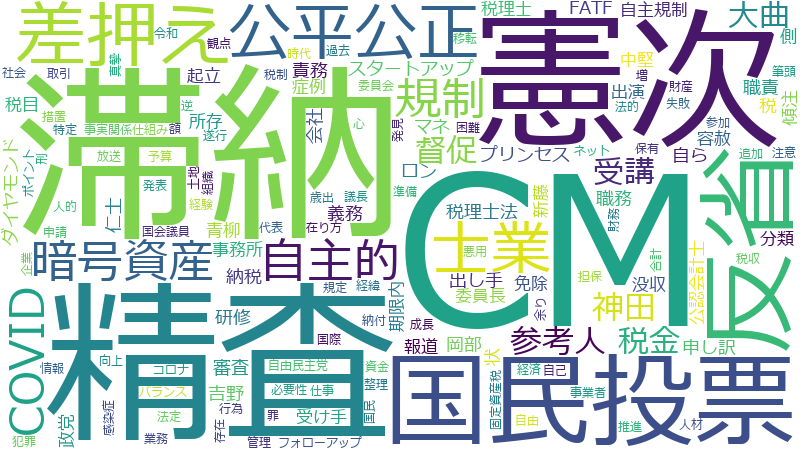 差押え
公平公正
憲次
滞納
CM
反省
精査
国民投票
COVID
暗号資産
自主的
士業
規制
督促
受講
神田
税金
参考人
税理士
FATF
自主規制
大曲
側
移転
令和
観点
過去
時代
税制
委員会
スタートアップ
責務
症例
起立
真摯
社会
取引
税目
措置
特定
事実関係
仕組み
額
逆
遂行
所存
会社
マネ
困難
発見
心
法的
中堅
増
財産
失敗
出演
職責
税
筆頭
傾注
参加
容赦
ネット
保有
追加
注意
自ら
プリンセス
ロン
ダイヤモンド
ポイント
放送
予算
発表
土地
組織
義務
人的
経験
歳出
議長
準備
税理士法
新藤
職務
財務
分類
仁士
青柳
代表
在り方
申請
国会議員
事務所
納税
経緯
期限内
出し手
悪用
委員長
免除
担保
没収
合計
公認会計士
税収
企業
研修
規定
納付
成長
余り
国際
報道
岡部
状
申し訳
情報
向上
コロナ
審査
自由民主党
資金
バランス
吉野
必要性
仕事
整理
経済
自己
固定資産税
事業者
人材
政党
感染症
法定
行為
罪
受け手
国民
自由
推進
犯罪
業務
存在
管理
フォローアップ